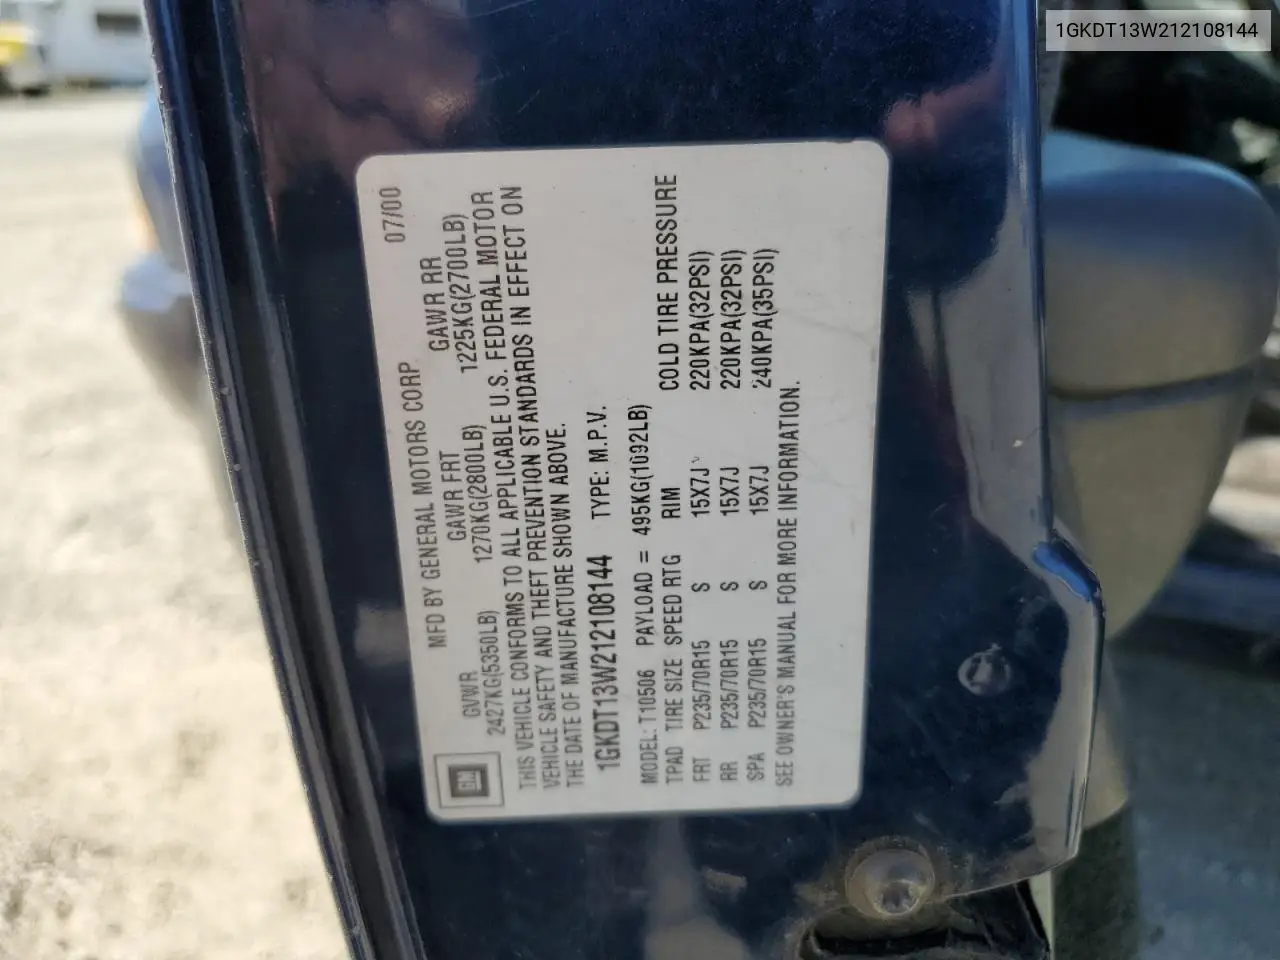 1GKDT13W212108144
MFD BY GENERAL MOTORS CORP 07/00
GVWR GAWR FRT GAWR RR
2427KG(5350LB) 1270KG(2800LB) 1225KG(2700LB)
THIS VEHICLE CONFORMS TO ALL APPLICABLE U.S. FEDERAL MOTOR
VEHICLE SAFETY AND THEFT PREVENTION STANDARDS IN EFFECT ON
THE DATE OF MANUFACTURE SHOWN ABOVE.
1GKDT13W212108144 TYPE: M.P.V.
MODEL: T10506 PAYLOAD = 495KG(1092LB)
TPAD TIRE SIZE SPEED RTG RIM COLD TIRE PRESSURE
FRT P235/70R15 S 15X7J 220KPA(32PSI)
RR P235/70R15 S 15X7J 220KPA(32PSI)
SPA P235/70R15 S 15X7J 240KPA(35PSI)
SEE OWNER'S MANUAL FOR MORE INFORMATION.
GM